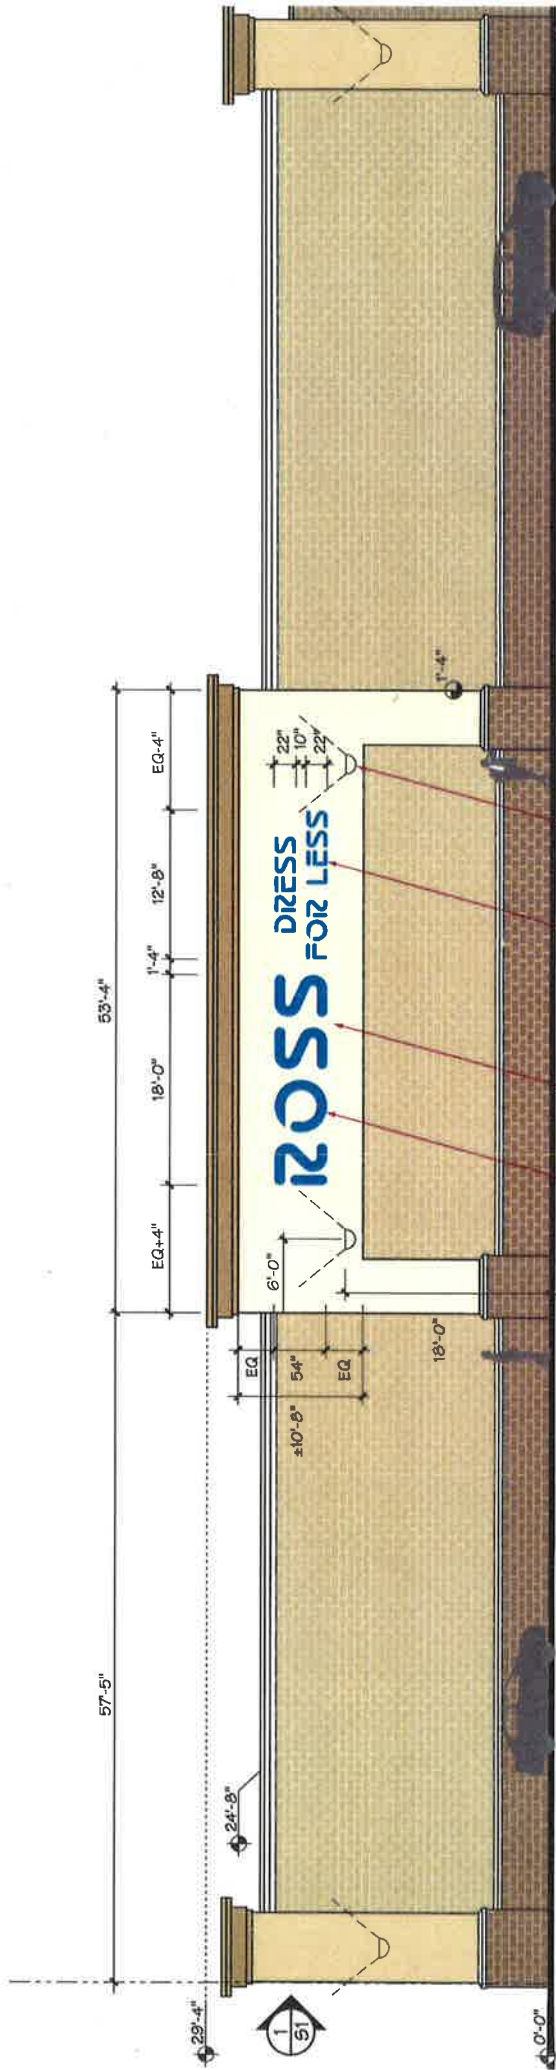 57'-5"
53'-4"
EQ+4"
18'-0"
1'-4"
12'-8"
EQ-4"
29'-4"
24'-8"
1
S1
±10'-8"
EQ
54"
EQ
6'-0"
ROSS
DRESS
FOR LESS
22"
10"
22"
18'-0"
1'-4"
0'-0"